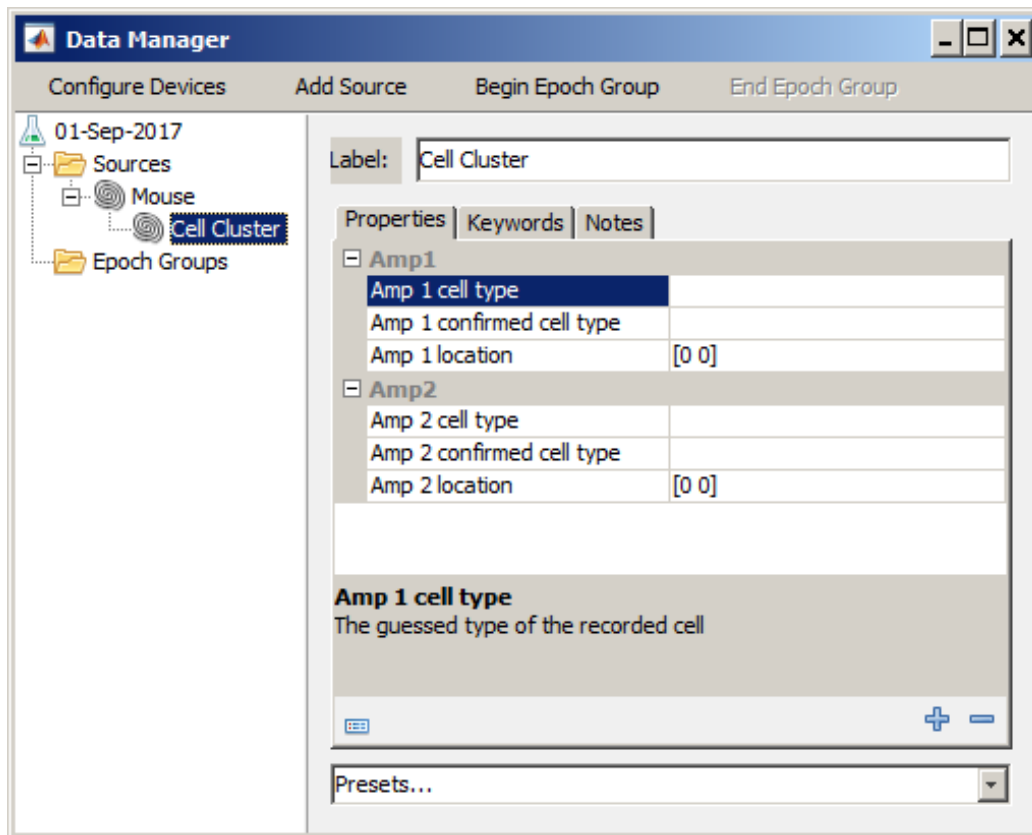 Data Manager
Configure Devices Add Source Begin Epoch Group End Epoch Group
01-Sep-2017
Sources
Mouse
Cell Cluster
Epoch Groups
Label: Cell Cluster
Properties Keywords Notes
Amp1
Amp 1 cell type
Amp 1 confirmed cell type
Amp 1 location [0 0]
Amp2
Amp 2 cell type
Amp 2 confirmed cell type
Amp 2 location [0 0]
Amp 1 cell type
The guessed type of the recorded cell
Presets...